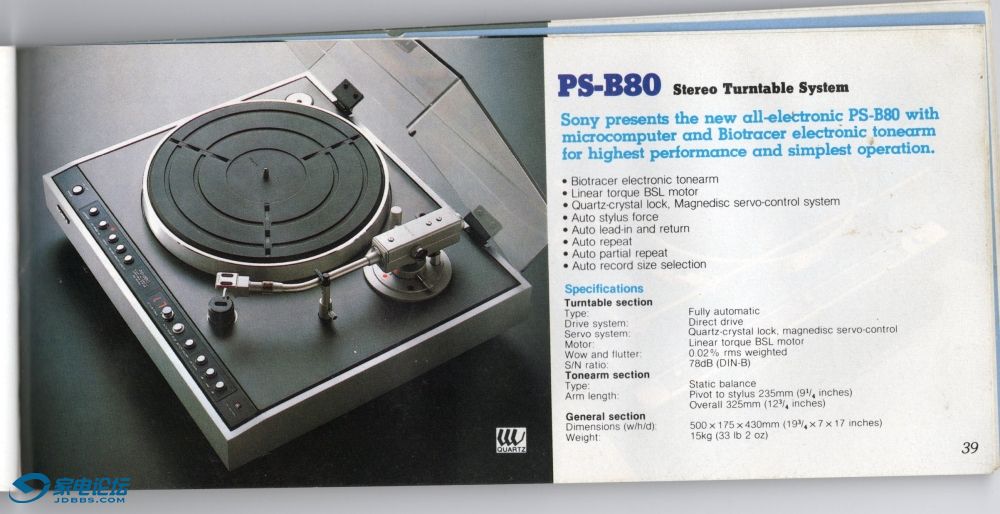 PS-B80 Stereo Turntable System
Sony presents the new all-electronic PS-B80 with
microcomputer and Biotracer electronic tonearm
for highest performance and simplest operation.
• Biotracer electronic tonearm
• Linear torque BSL motor
• Quartz-crystal lock, Magnedisc servo-control system
• Auto stylus force
• Auto lead-in and return
• Auto repeat
• Auto partial repeat
• Auto record size selection
Specifications
Turntable section
Type: Fully automatic
Drive system: Direct drive
Servo system: Quartz-crystal lock, magnedisc servo-control
Motor: Linear torque BSL motor
Wow and flutter: 0.02% rms weighted
S/N ratio: 78dB (DIN-B)
Tonearm section
Type: Static balance
Arm length: Pivot to stylus 235mm (9¹/₄ inches)
Overall 325mm (12³/₄ inches)
General section
Dimensions (w/h/d): 500 × 175 × 430mm (19³/₄ × 7 × 17 inches)
Weight: 15kg (33 lb 2 oz)
39
QUARTZ
家电论坛
JDBBS.COM